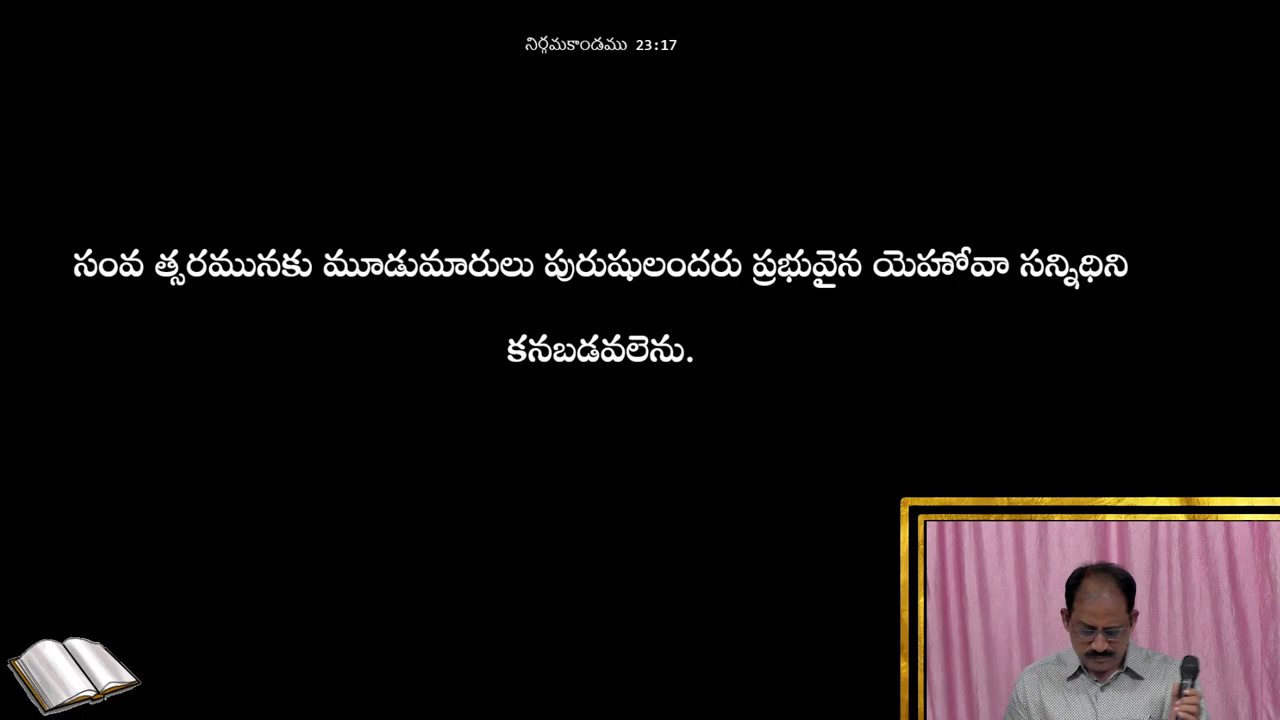 నిర్గమకాండము 23:17
సంవ త్సరమునకు మూడుమారులు పురుషులందరు ప్రభువైన యెహోవా సన్నిధిని
కనబడవలెను.